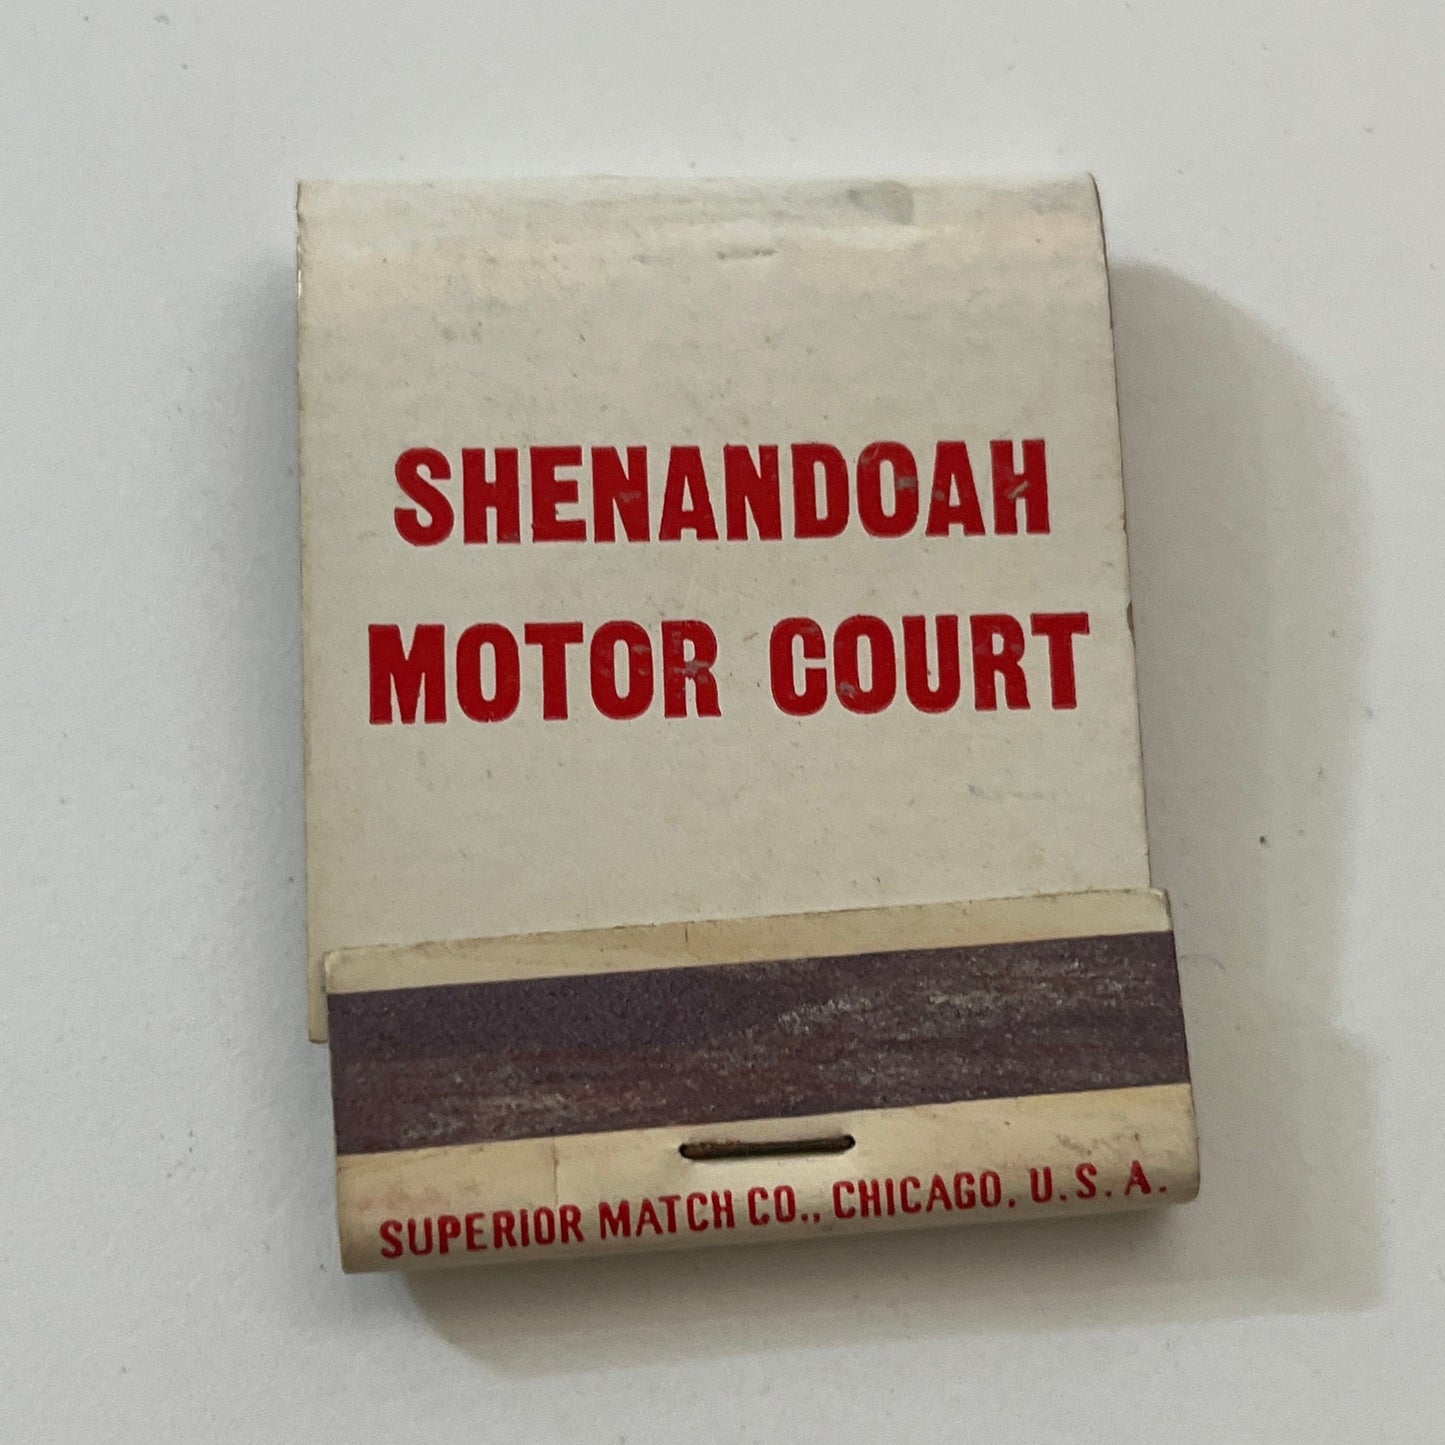 SHENANDOAH
MOTOR COURT
SUPERIOR MATCH CO., CHICAGO, U.S.A.